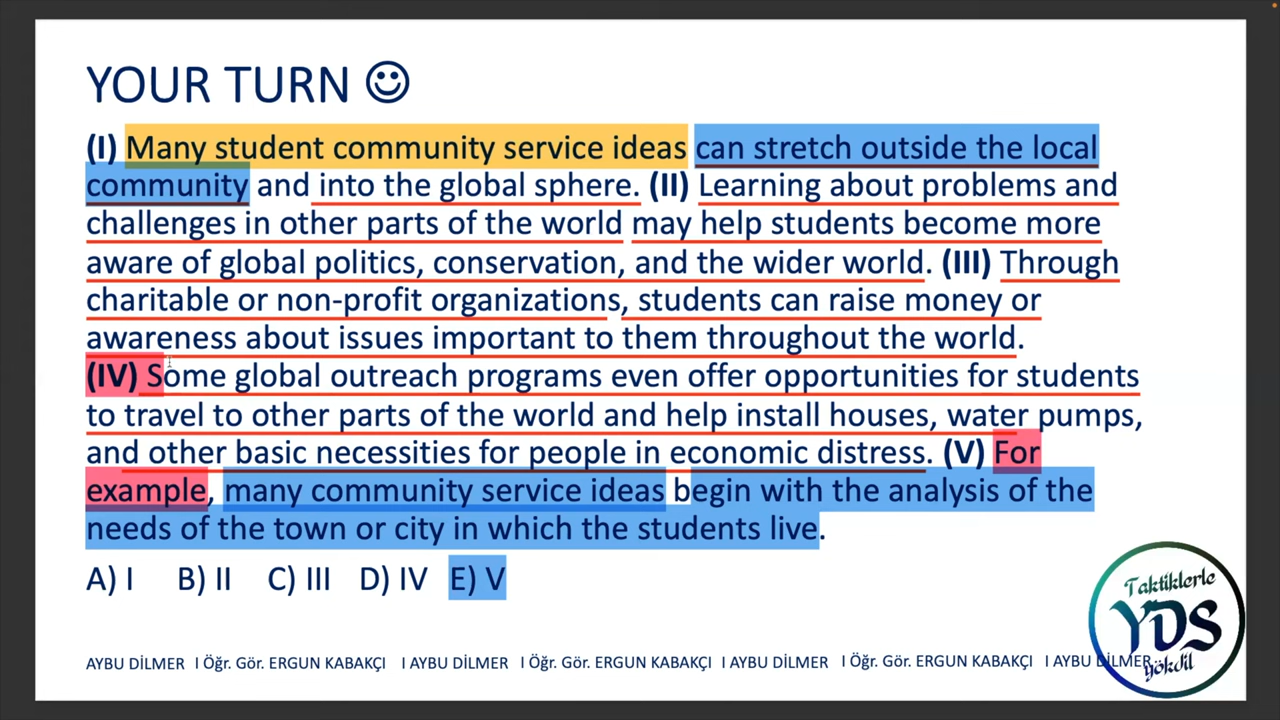 YOUR TURN
(I) Many student community service ideas can stretch outside the local
community and into the global sphere. (II) Learning about problems and
challenges in other parts of the world may help students become more
aware of global politics, conservation, and the wider world. (III) Through
charitable or non-profit organizations, students can raise money or
awareness about issues important to them throughout the world.
(IV) Some global outreach programs even offer opportunities for students
to travel to other parts of the world and help install houses, water pumps,
and other basic necessities for people in economic distress. (V) For
example, many community service ideas begin with the analysis of the
needs of the town or city in which the students live.
A) I B) II C) III D) IV E) V
Taktiklerle
YDS
yökdil
AYBU DİLMER I Öğr. Gör. ERGUN KABAKÇI I AYBU DİLMER I Öğr. Gör. ERGUN KABAKÇI I AYBU DİLMER I Öğr. Gör. ERGUN KABAKÇI I AYBU DİLMER